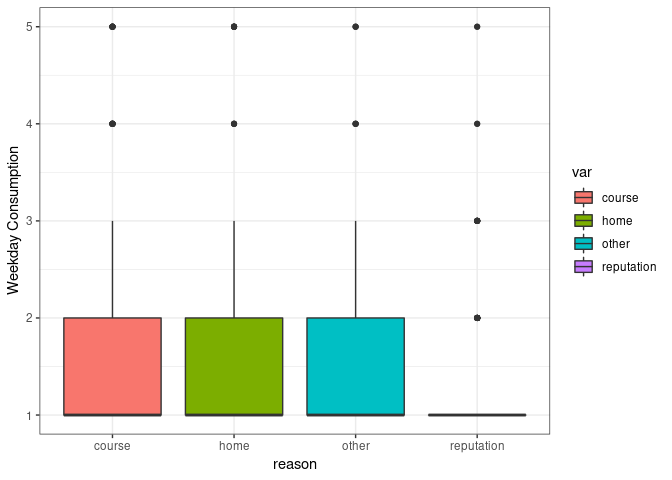 5
4
3
2
1
Weekday Consumption
course
home
other
reputation
reason
var
course
home
other
reputation